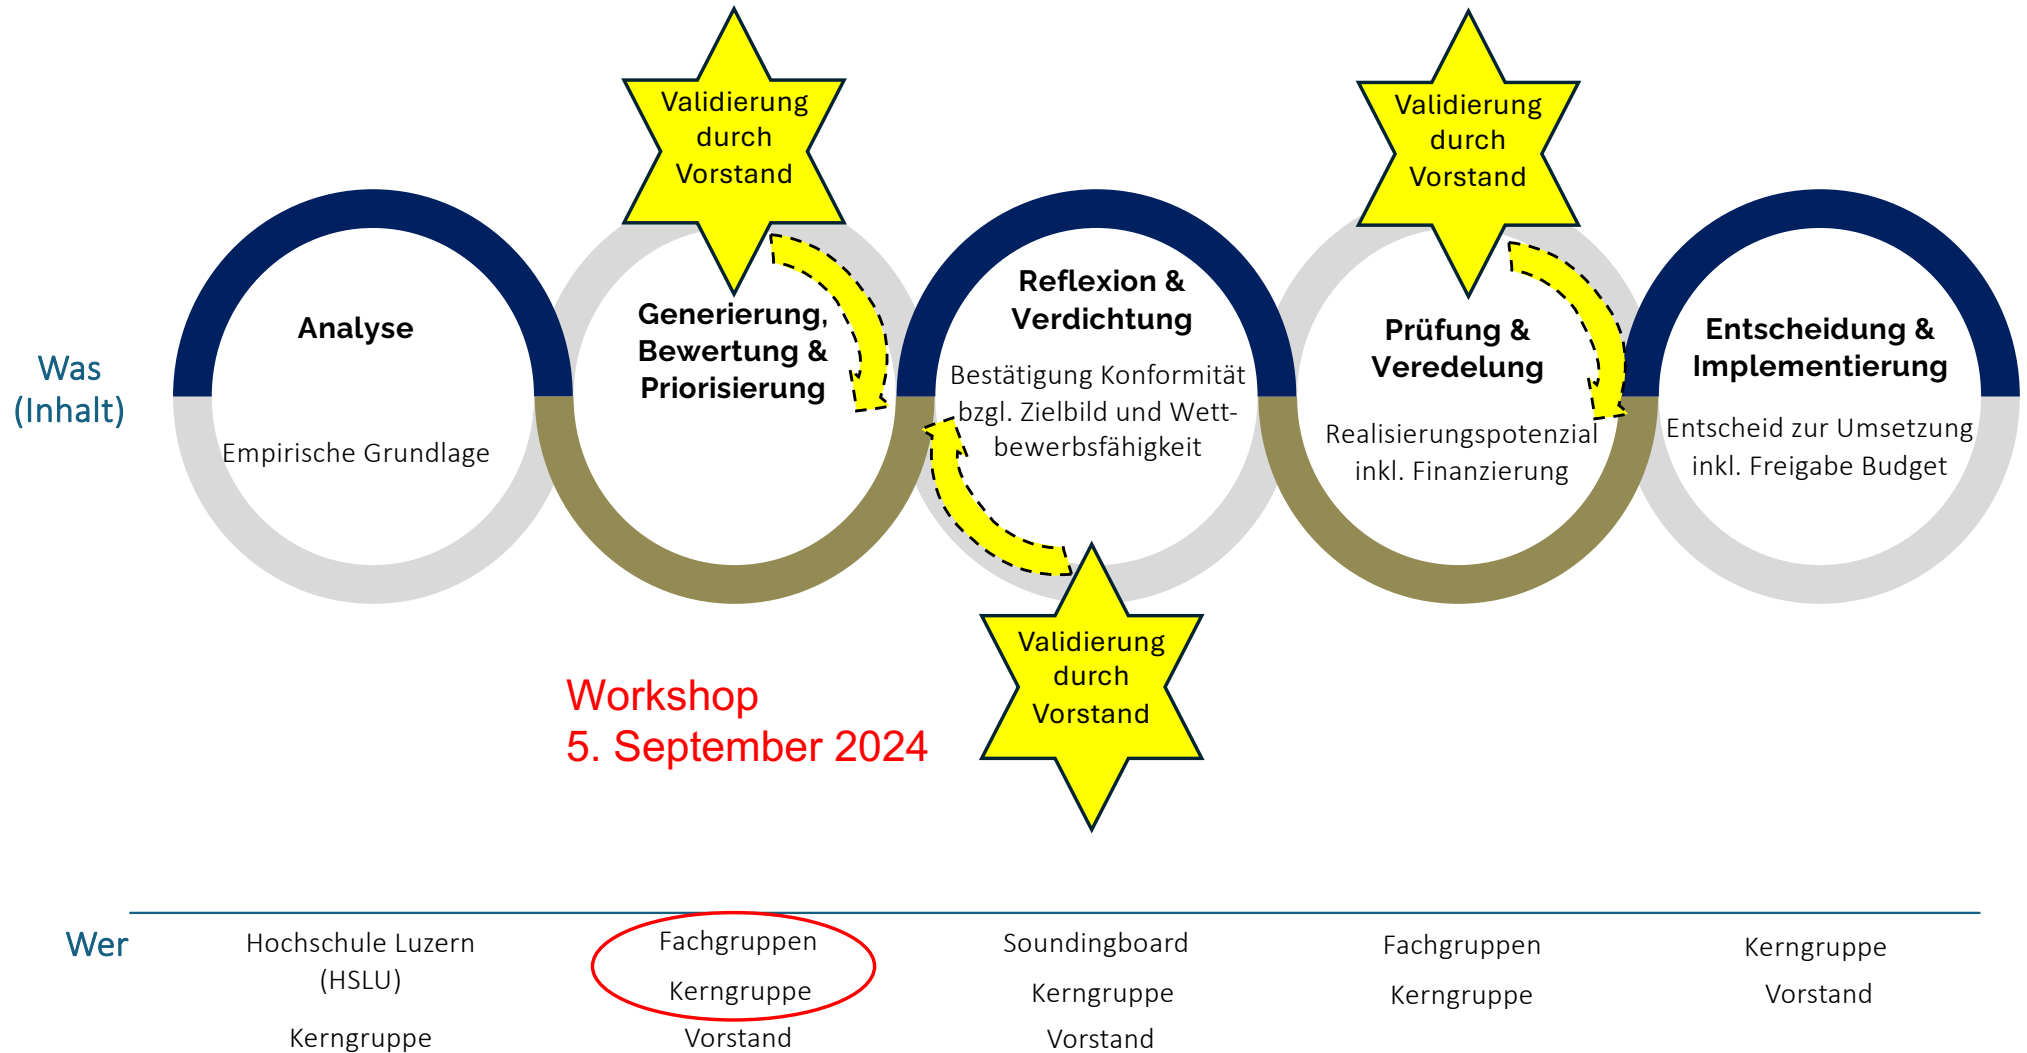 Validierung
durch
Vorstand
Validierung
durch
Vorstand
Was
(Inhalt)
Analyse
Empirische Grundlage
Generierung,
Bewertung &
Priorisierung
Reflexion &
Verdichtung
Bestätigung Konformität
bzgl. Zielbild und Wett-
bewerbsfähigkeit
Prüfung &
Veredelung
Realisierungspotenzial
inkl. Finanzierung
Entscheidung &
Implementierung
Entscheid zur Umsetzung
inkl. Freigabe Budget
Validierung
durch
Vorstand
Workshop
5. September 2024
Wer
Hochschule Luzern
(HSLU)
Kerngruppe
Fachgruppen
Kerngruppe
Vorstand
Soundingboard
Kerngruppe
Vorstand
Fachgruppen
Kerngruppe
Kerngruppe
Vorstand